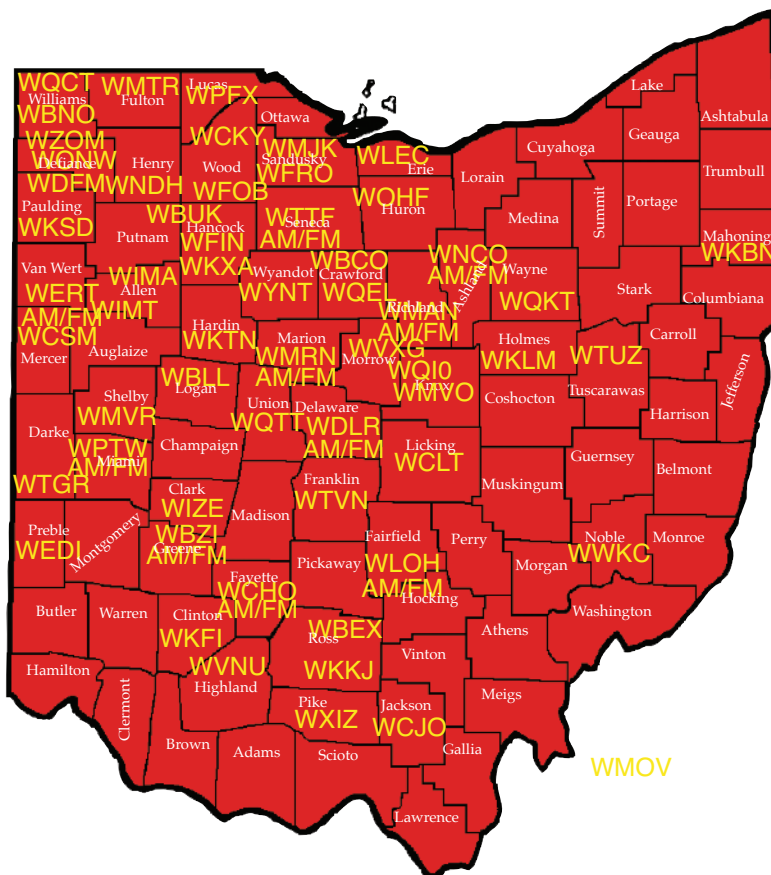 Lake
Ashtabula
Geauga
Trumbull
Cuyahoga
WQCT
Williams
WBNO
WMTR
Fulton
Lucas
WPFX
Ottawa
WCKY
Wood
WFOB
WMJK
Sandusky
WFRO
WLEC
Erie
Lorain
Medina
Summit
Portage
Mahoning
WKBN
WZOM
Defiance
WONW
WDFM
Henry
WNDH
Paulding
WKSD
Putnam
WBUK
Hancock
WFIN
WKXA
WTTF
Seneca
AM/FM
WOHF
Huron
WBCO
Crawford
WQEL
Wyandot
WYNT
WNCO
AM/FM
Ashland
Wayne
WQKT
Stark
Columbiana
Van Wert
WERT
AM/FM
WCSM
Mercer
WIMA
Allen
WIMT
Auglaize
Hardin
WKTN
Marion
WMRN
AM/FM
Morrow
WVXG
Richland
WMAN
AM/FM
WQI0
Knox
WMVO
Holmes
WKLM
WTUZ
Tuscarawas
Carroll
Jefferson
Harrison
Coshocton
WBLL
Logan
Shelby
WMVR
Union
WQTT
Delaware
WDLR
AM/FM
Licking
WCLT
Guernsey
Belmont
Muskingum
Darke
WTGR
WPTW
AM/FM
Miami
Champaign
Clark
WIZE
Madison
Franklin
WTVN
Preble
WEDI
Montgomery
WBZI
AM/FM
Greene
Fairfield
WLOH
AM/FM
Hocking
Perry
Morgan
Noble
WWKC
Monroe
Washington
Pickaway
Fayette
WCHO
AM/FM
Butler
Warren
Clinton
WKFI
WVNU
Highland
WBEX
Ross
WKKJ
Vinton
Athens
Meigs
Hamilton
Clermont
Brown
Adams
Pike
WXIZ
Scioto
Jackson
WCJO
Gallia
Lawrence
WMOV